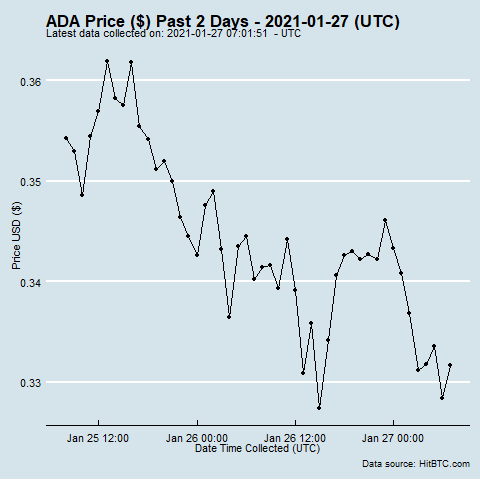 ADA Price ($) Past 2 Days - 2021-01-27 (UTC)
Latest data collected on: 2021-01-27 07:01:51 - UTC
0.36
0.35
0.34
0.33
Price USD ($)
Jan 25 12:00 Jan 26 00:00 Jan 26 12:00 Jan 27 00:00
Date Time Collected (UTC)
Data source: HitBTC.com